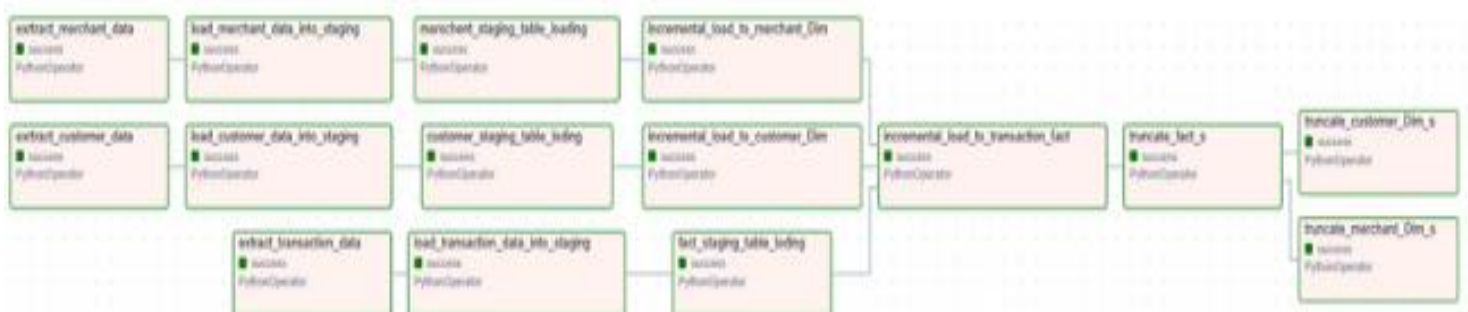 extract_merchant_data
success
PythonOperator
load_merchant_data_into_staging
success
PythonOperator
merechent_staging_table_loading
success
PythonOperator
incremental_load_to_merchant_Dim
success
PythonOperator
extract_customer_data
success
PythonOperator
load_customer_data_into_staging
success
PythonOperator
customer_staging_table_loding
success
PythonOperator
incremental_load_to_customer_Dim
success
PythonOperator
incremental_load_to_transaction_fact
success
PythonOperator
truncate_fact_s
success
PythonOperator
truncate_customer_Dim_s
success
PythonOperator
extract_transaction_data
success
PythonOperator
load_transaction_data_into_staging
success
PythonOperator
fact_staging_table_loding
success
PythonOperator
truncate_merchant_Dim_s
success
PythonOperator